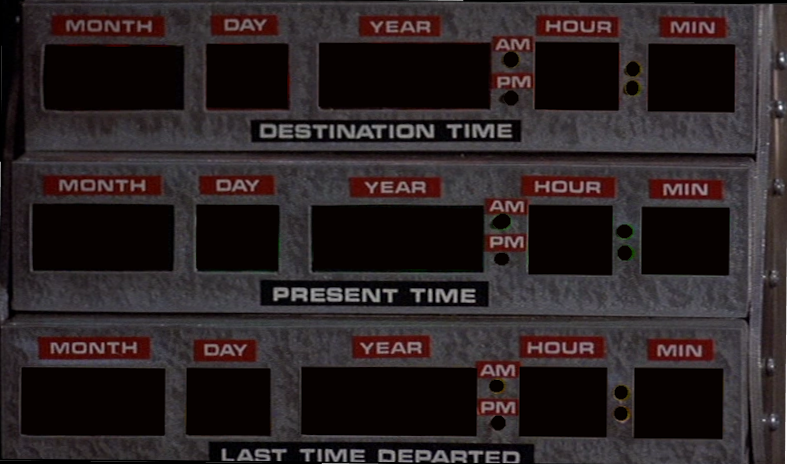 MONTH DAY YEAR AM HOUR MIN
PM
DESTINATION TIME
MONTH DAY YEAR AM HOUR MIN
PM
PRESENT TIME
MONTH DAY YEAR AM HOUR MIN
PM
LAST TIME DEPARTED